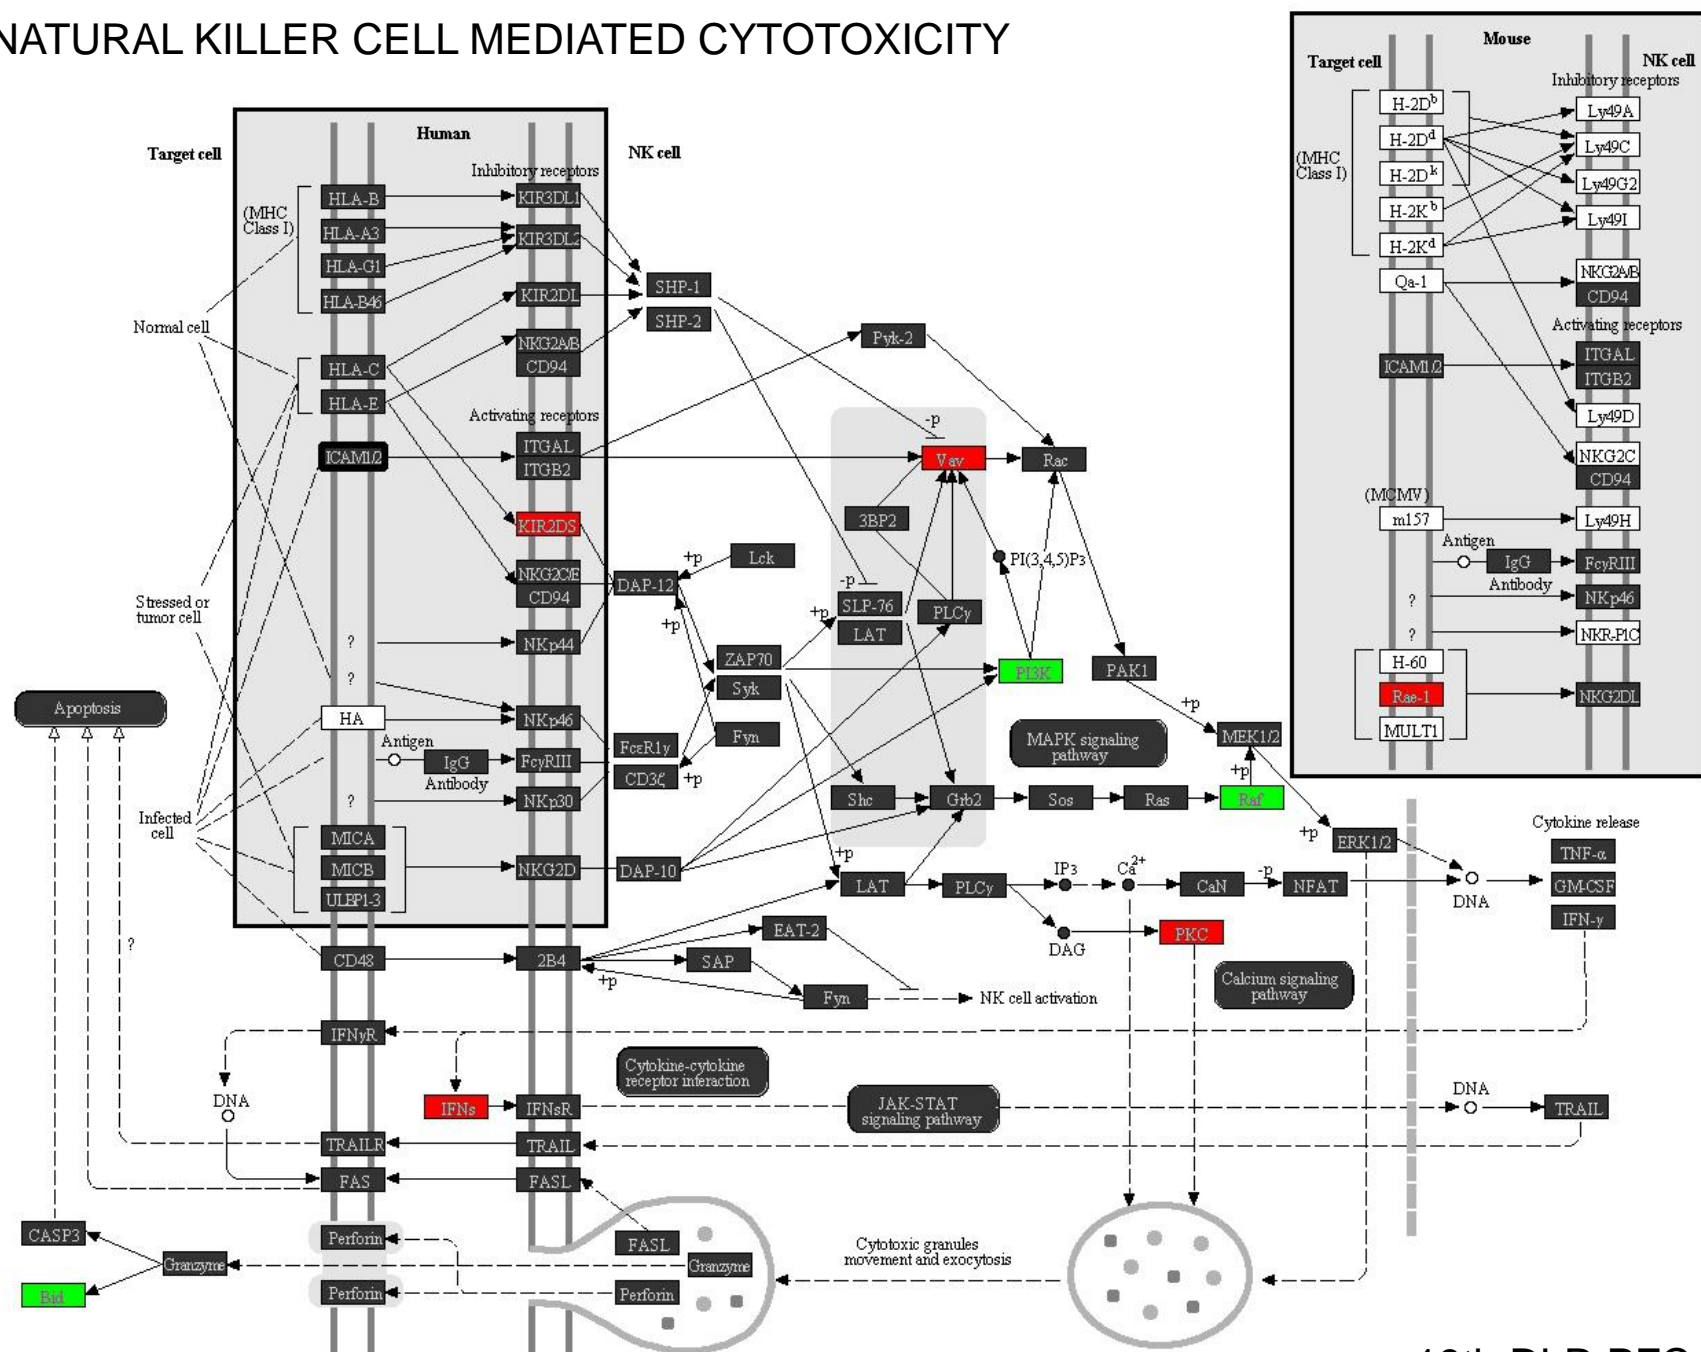 NATURAL KILLER CELL MEDIATED CYTOTOXICITY
Human
Target cell
NK cell
Inhibitory receptors
(MHC
Class I)
HLA-B
KIR3DL1
HLA-A3
KIR3DL2
HLA-G1
HLA-B46
KIR2DL
SHP-1
SHP-2
Normal cell
NKG2A/B
CD94
Pyk-2
HLA-C
HLA-E
Activating receptors
ITGAL
ITGB2
ICAM1/2
-p
Vav
Rac
KIR2DS
3BP2
Lck
+p
PI(3,4,5)P3
NKG2C/E
CD94
DAP-12
-p
SLP-76
LAT
+p
PLCγ
+p
Stressed or
tumor cell
?
NKp44
ZAP70
Syk
PI3K
PAK1
?
+p
Apoptosis
HA
NKp46
Fyn
MEK1/2
MAPK signaling
pathway
Antigen
IgG
Antibody
FcγRIII
FcεR1γ
CD3ζ
+p
+p
?
NKp30
Shc
Grb2
Sos
Ras
Raf
Infected
cell
+p
ERK1/2
MICA
MICB
ULBP1-3
NKG2D
DAP-10
+p
LAT
PLCγ
IP3
Ca2+
CaN
-p
NFAT
DNA
Cytokine release
TNF-α
GM-CSF
IFN-γ
DAG
PKC
?
EAT-2
CD48
2B4
SAP
+p
Fyn
NK cell activation
Calcium signaling
pathway
IFNγR
Cytokine-cytokine
receptor interaction
DNA
IFNs
IFNsR
JAK-STAT
signaling pathway
DNA
TRAIL
TRAILR
TRAIL
FAS
FASL
CASP3
Perforin
FASL
Granzyme
Granzyme
Cytotoxic granules
movement and exocytosis
Bid
Perforin
Perforin
Mouse
Target cell
NK cell
Inhibitory receptors
(MHC
Class I)
H-2Db
Ly49A
H-2Dd
Ly49C
H-2Dk
Ly49G2
H-2Kb
Ly49I
H-2Kd
Qa-1
NKG2A/B
CD94
Activating receptors
ICAM1/2
ITGAL
ITGB2
Ly49D
NKG2C
CD94
(MCMV)
m157
Ly49H
Antigen
IgG
Antibody
FcγRIII
?
NKp46
?
NKR-P1C
H-60
Rae-1
NKG2DL
MULT1